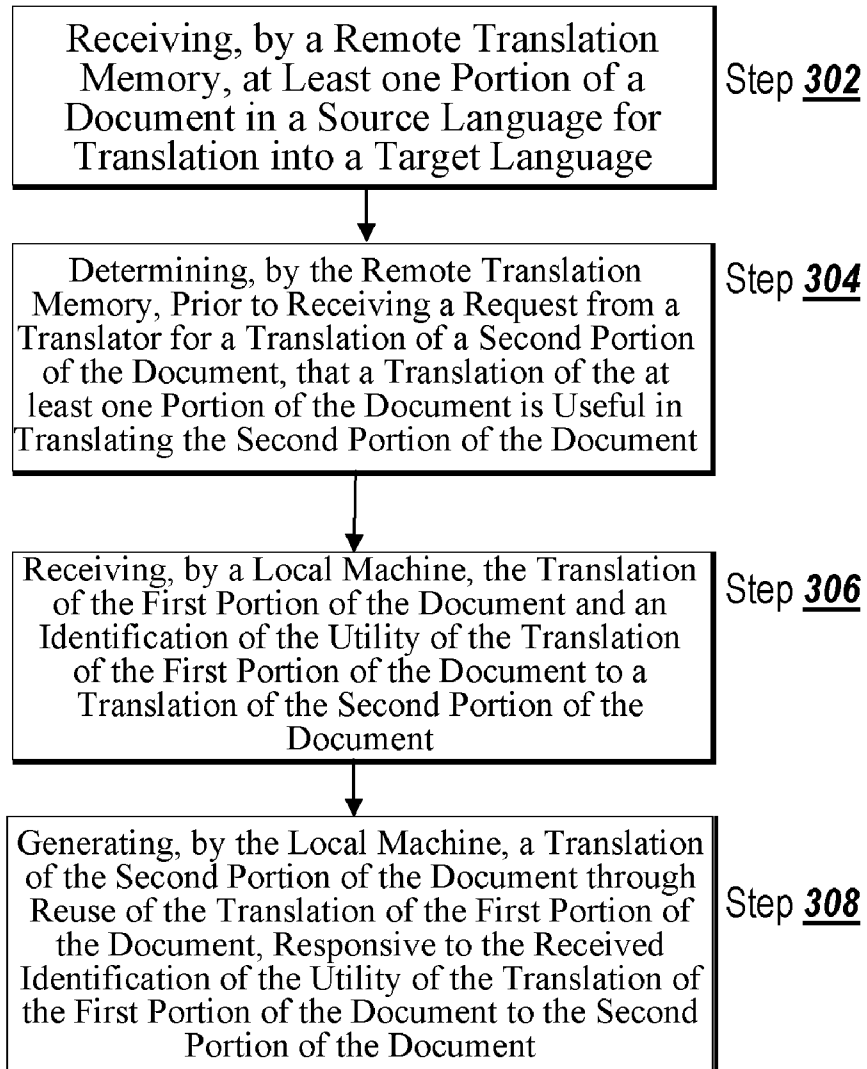 Receiving, by a Remote Translation
Memory, at Least one Portion of a
Document in a Source Language for
Translation into a Target Language
Step 302
Determining, by the Remote Translation
Memory, Prior to Receiving a Request from a
Translator for a Translation of a Second Portion
of the Document, that a Translation of the at
least one Portion of the Document is Useful in
Translating the Second Portion of the Document
Step 304
Receiving, by a Local Machine, the Translation
of the First Portion of the Document and an
Identification of the Utility of the Translation
of the First Portion of the Document to a
Translation of the Second Portion of the
Document
Step 306
Generating, by the Local Machine, a Translation
of the Second Portion of the Document through
Reuse of the Translation of the First Portion of
the Document, Responsive to the Received
Identification of the Utility of the Translation of
the First Portion of the Document to the Second
Portion of the Document
Step 308